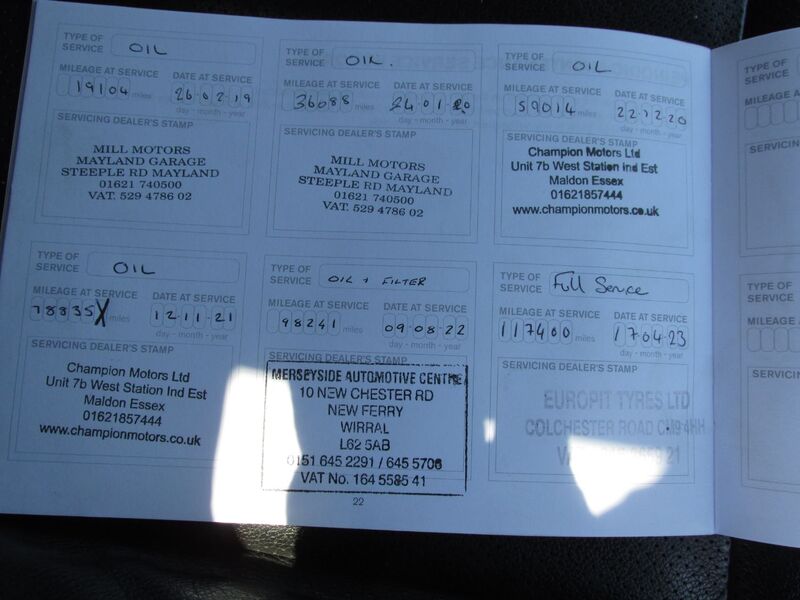 TYPE OF SERVICE OIL
MILEAGE AT SERVICE DATE AT SERVICE
19104 miles 26.02.19
day - month - year
SERVICING DEALER'S STAMP
MILL MOTORS
MAYLAND GARAGE
STEEPLE RD MAYLAND
01621 740500
VAT. 529 4786 02
TYPE OF SERVICE OIL.
MILEAGE AT SERVICE DATE AT SERVICE
36088 miles 24.01.20
day - month - year
SERVICING DEALER'S STAMP
MILL MOTORS
MAYLAND GARAGE
STEEPLE RD MAYLAND
01621 740500
VAT. 529 4786 02
TYPE OF SERVICE OIL
MILEAGE AT SERVICE DATE AT SERVICE
59014 miles 22.12.20
day - month - year
SERVICING DEALER'S STAMP
Champion Motors Ltd
Unit 7b West Station Ind Est
Maldon Essex
01621857444
www.championmotors.co.uk
TYPE OF SERVICE OIL
MILEAGE AT SERVICE DATE AT SERVICE
78835X miles 12.11.21
day - month - year
SERVICING DEALER'S STAMP
Champion Motors Ltd
Unit 7b West Station Ind Est
Maldon Essex
01621857444
www.championmotors.co.uk
TYPE OF SERVICE OIL + FILTER
MILEAGE AT SERVICE DATE AT SERVICE
98241 miles 09.08.22
day - month - year
SERVICING DEALER'S STAMP
MERSEYSIDE AUTOMOTIVE CENTRE
10 NEW CHESTER RD
NEW FERRY
WIRRAL
L62 5AB
0151 645 2291 / 645 5706
VAT No. 164 5585 41
TYPE OF SERVICE Full Service
MILEAGE AT SERVICE DATE AT SERVICE
117400 miles 1704.23
day - month - year
SERVICING DEALER'S STAMP
EUROPIT TYRES LTD
COLCHESTER ROAD CM9 4HH
22
TYPE OF
SERVICE
MILEAGE A
SERVICIN
TYPE OF
SERVICE
MILEAGE
SERVICIN